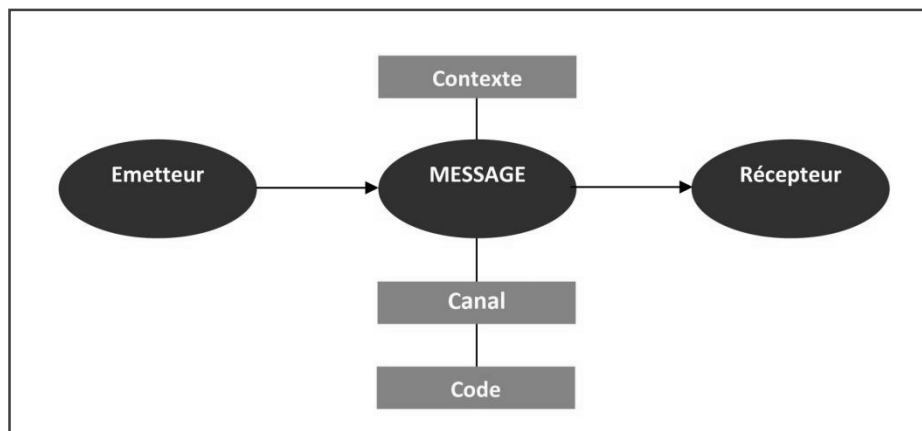 Contexte
Emetteur
MESSAGE
Récepteur
Canal
Code